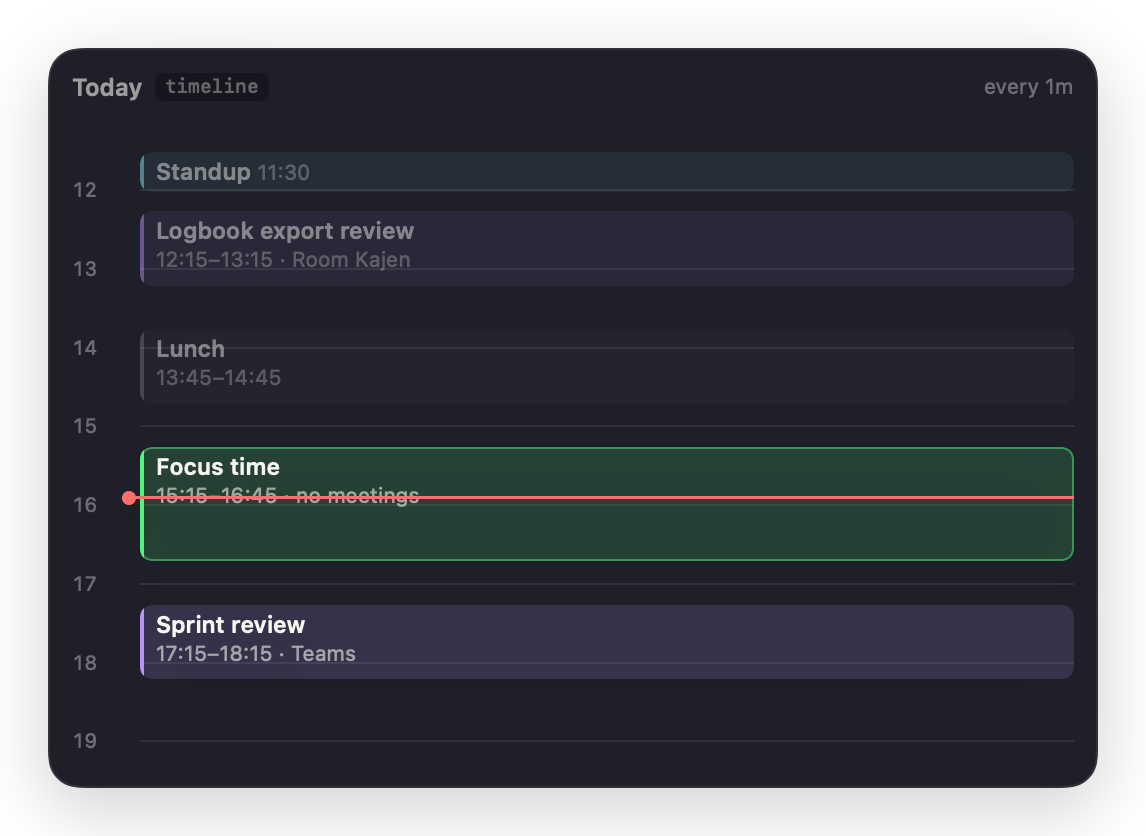 Today timeline every 1m
Standup 11:30
12
Logbook export review
12:15–13:15 · Room Kajen
13
14
Lunch
13:45–14:45
15
Focus time
15:15–16:45 · no meetings
16
17
Sprint review
17:15–18:15 · Teams
18
19